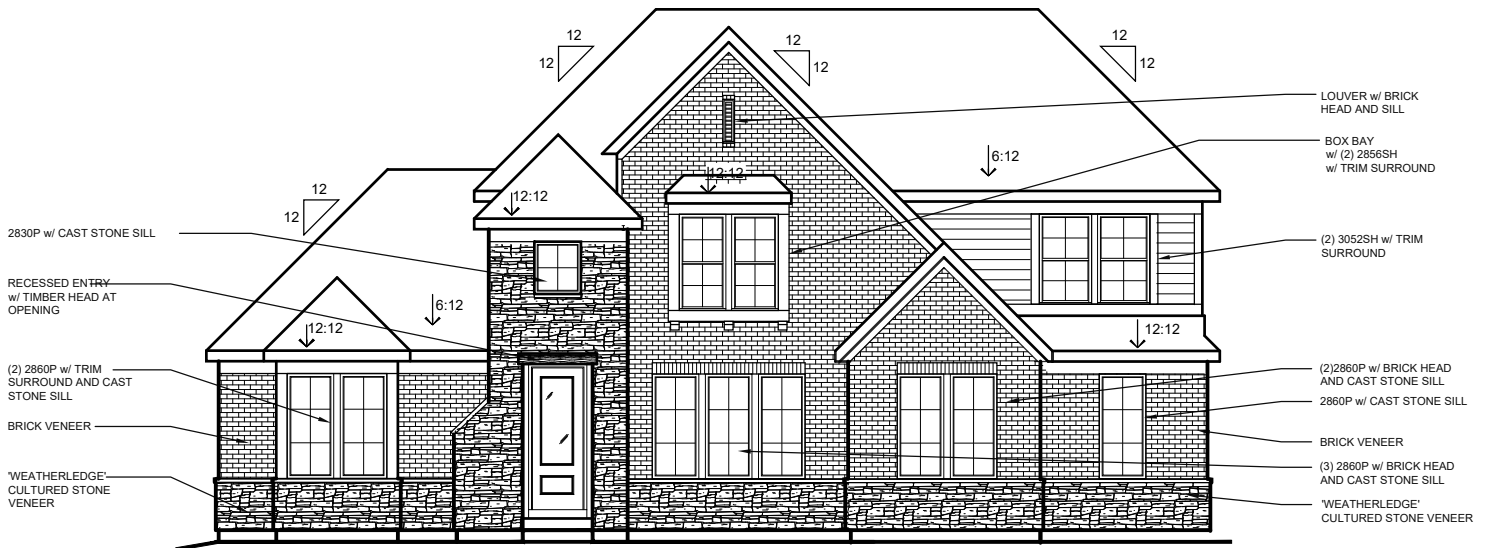 12
12
12
12
12
12
12
12
12:12
12:12
12:12
6:12
6:12
12:12
2830P w/ CAST STONE SILL
RECESSED ENTRY
w/ TIMBER HEAD AT
OPENING
(2) 2860P w/ TRIM
SURROUND AND CAST
STONE SILL
BRICK VENEER
'WEATHERLEDGE'
CULTURED STONE
VENEER
LOUVER w/ BRICK
HEAD AND SILL
BOX BAY
w/ (2) 2856SH
w/ TRIM SURROUND
(2) 3052SH w/ TRIM
SURROUND
(2)2860P w/ BRICK HEAD
AND CAST STONE SILL
2860P w/ CAST STONE SILL
BRICK VENEER
(3) 2860P w/ BRICK HEAD
AND CAST STONE SILL
'WEATHERLEDGE'
CULTURED STONE VENEER